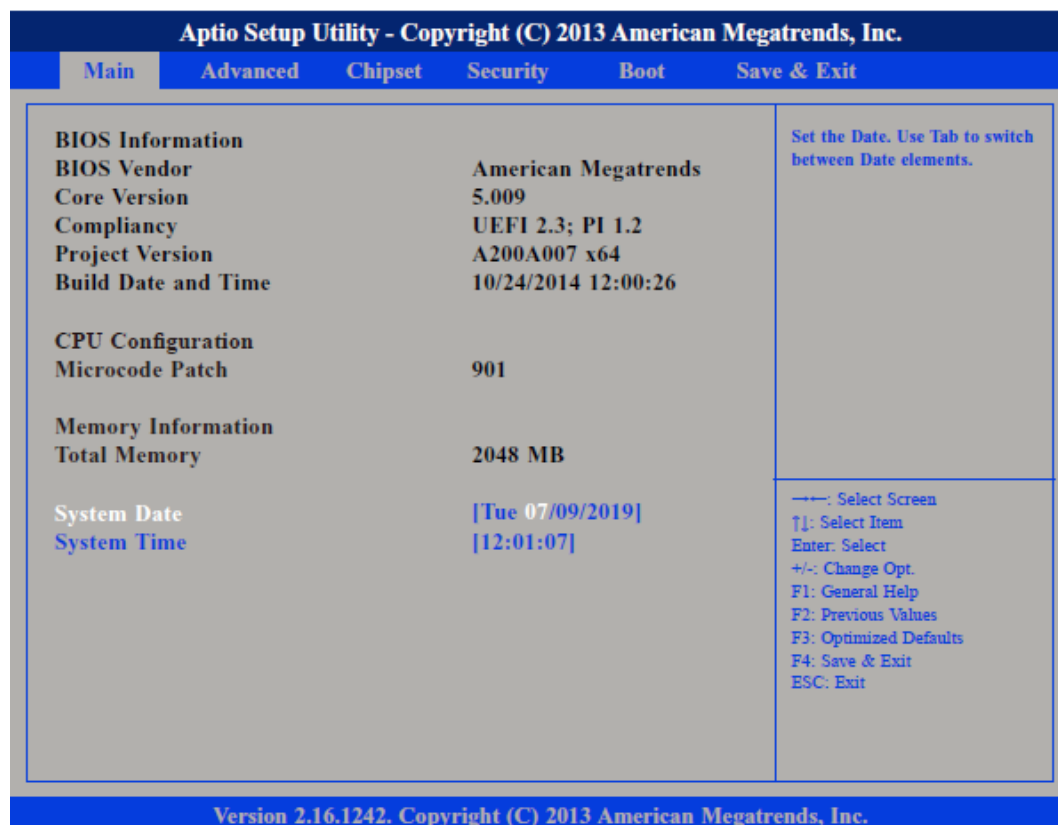 Aptio Setup Utility - Copyright (C) 2013 American Megatrends, Inc.
Main Advanced Chipset Security Boot Save & Exit
BIOS Information
BIOS Vendor American Megatrends
Core Version 5.009
Compliancy UEFI 2.3; PI 1.2
Project Version A200A007 x64
Build Date and Time 10/24/2014 12:00:26
CPU Configuration
Microcode Patch 901
Memory Information
Total Memory 2048 MB
System Date [Tue 07/09/2019]
System Time [12:01:07]
Set the Date. Use Tab to switch
between Date elements.
→←: Select Screen
↑↓: Select Item
Enter: Select
+/-: Change Opt.
F1: General Help
F2: Previous Values
F3: Optimized Defaults
F4: Save & Exit
ESC: Exit
Version 2.16.1242. Copyright (C) 2013 American Megatrends, Inc.